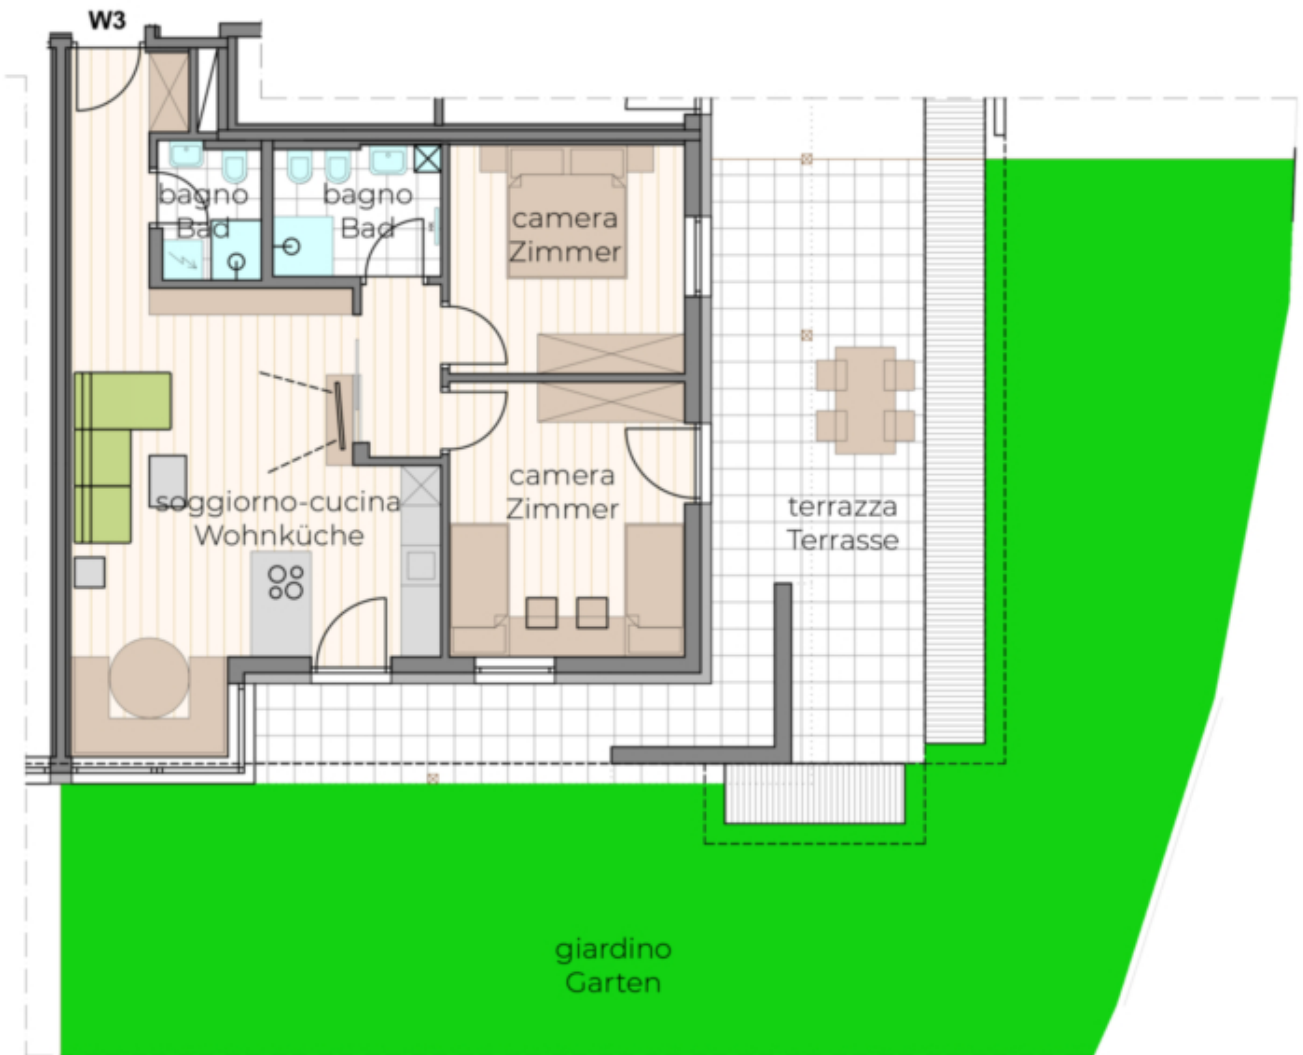 W3
bagno
Bad
bagno
Bad
camera
Zimmer
camera
Zimmer
soggiorno-cucina
Wohnküche
terrazza
Terrasse
giardino
Garten